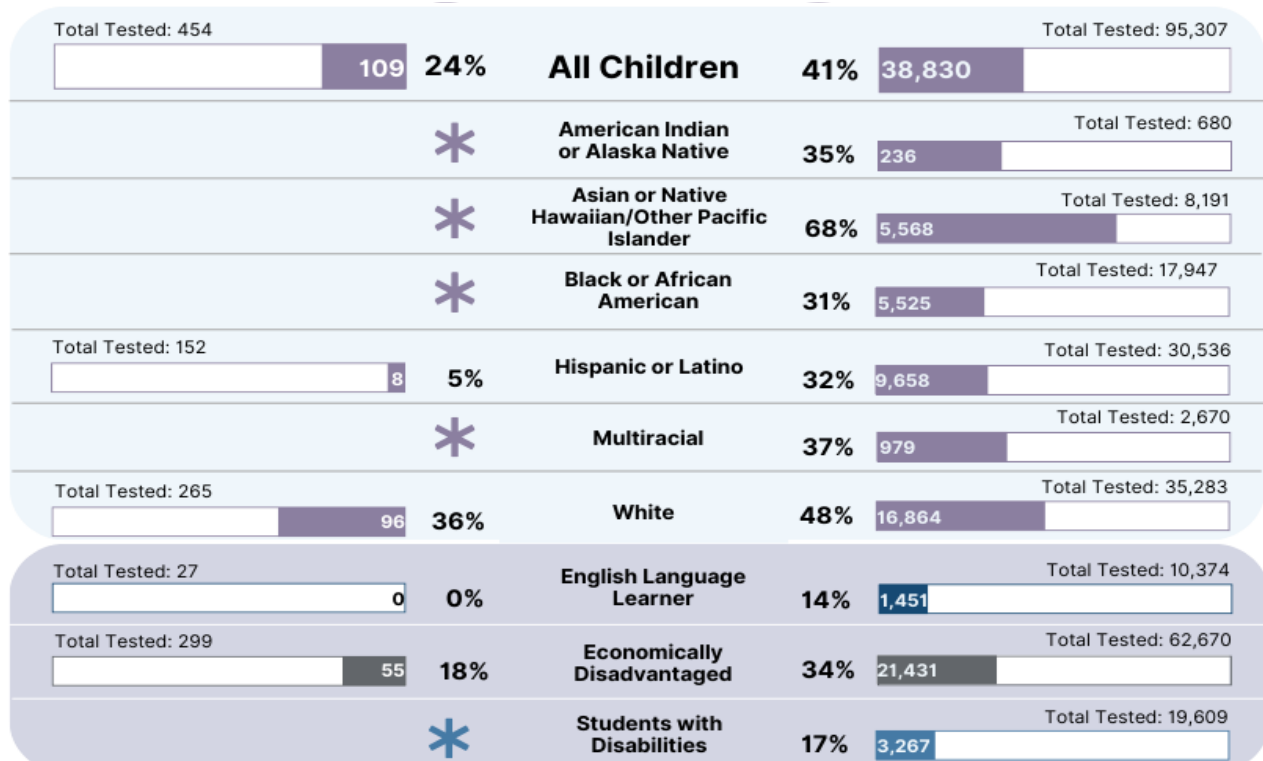 Total Tested: 454
Total Tested: 95,307
109 24% All Children 41% 38,830
Total Tested: 680
American Indian
or Alaska Native
35% 236
Asian or Native
Hawaiian/Other Pacific
Islander
Total Tested: 8,191
68% 5,568
Black or African
American
Total Tested: 17,947
31% 5,525
Total Tested: 152
Total Tested: 30,536
8 5% Hispanic or Latino 32% 9,658
Total Tested: 2,670
Multiracial 37% 979
Total Tested: 265
Total Tested: 35,283
96 36% White 48% 16,864
Total Tested: 27
Total Tested: 10,374
English Language
Learner
0 0% 14% 1,451
Total Tested: 299
Total Tested: 62,670
Economically
Disadvantaged
55 18% 34% 21,431
Total Tested: 19,609
Students with
Disabilities
17% 3,267